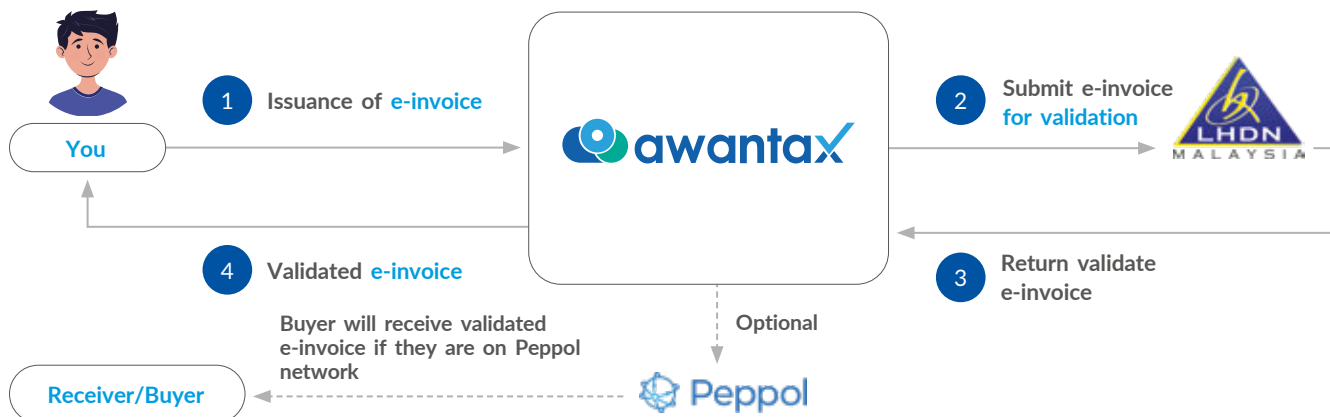 1 Issuance of e-invoice
You
awantax
2 Submit e-invoice
for validation
LHDN
MALAYSIA
4 Validated e-invoice
3 Return validate
e-invoice
Optional
Buyer will receive validated
e-invoice if they are on Peppol
network
Receiver/Buyer
Peppol